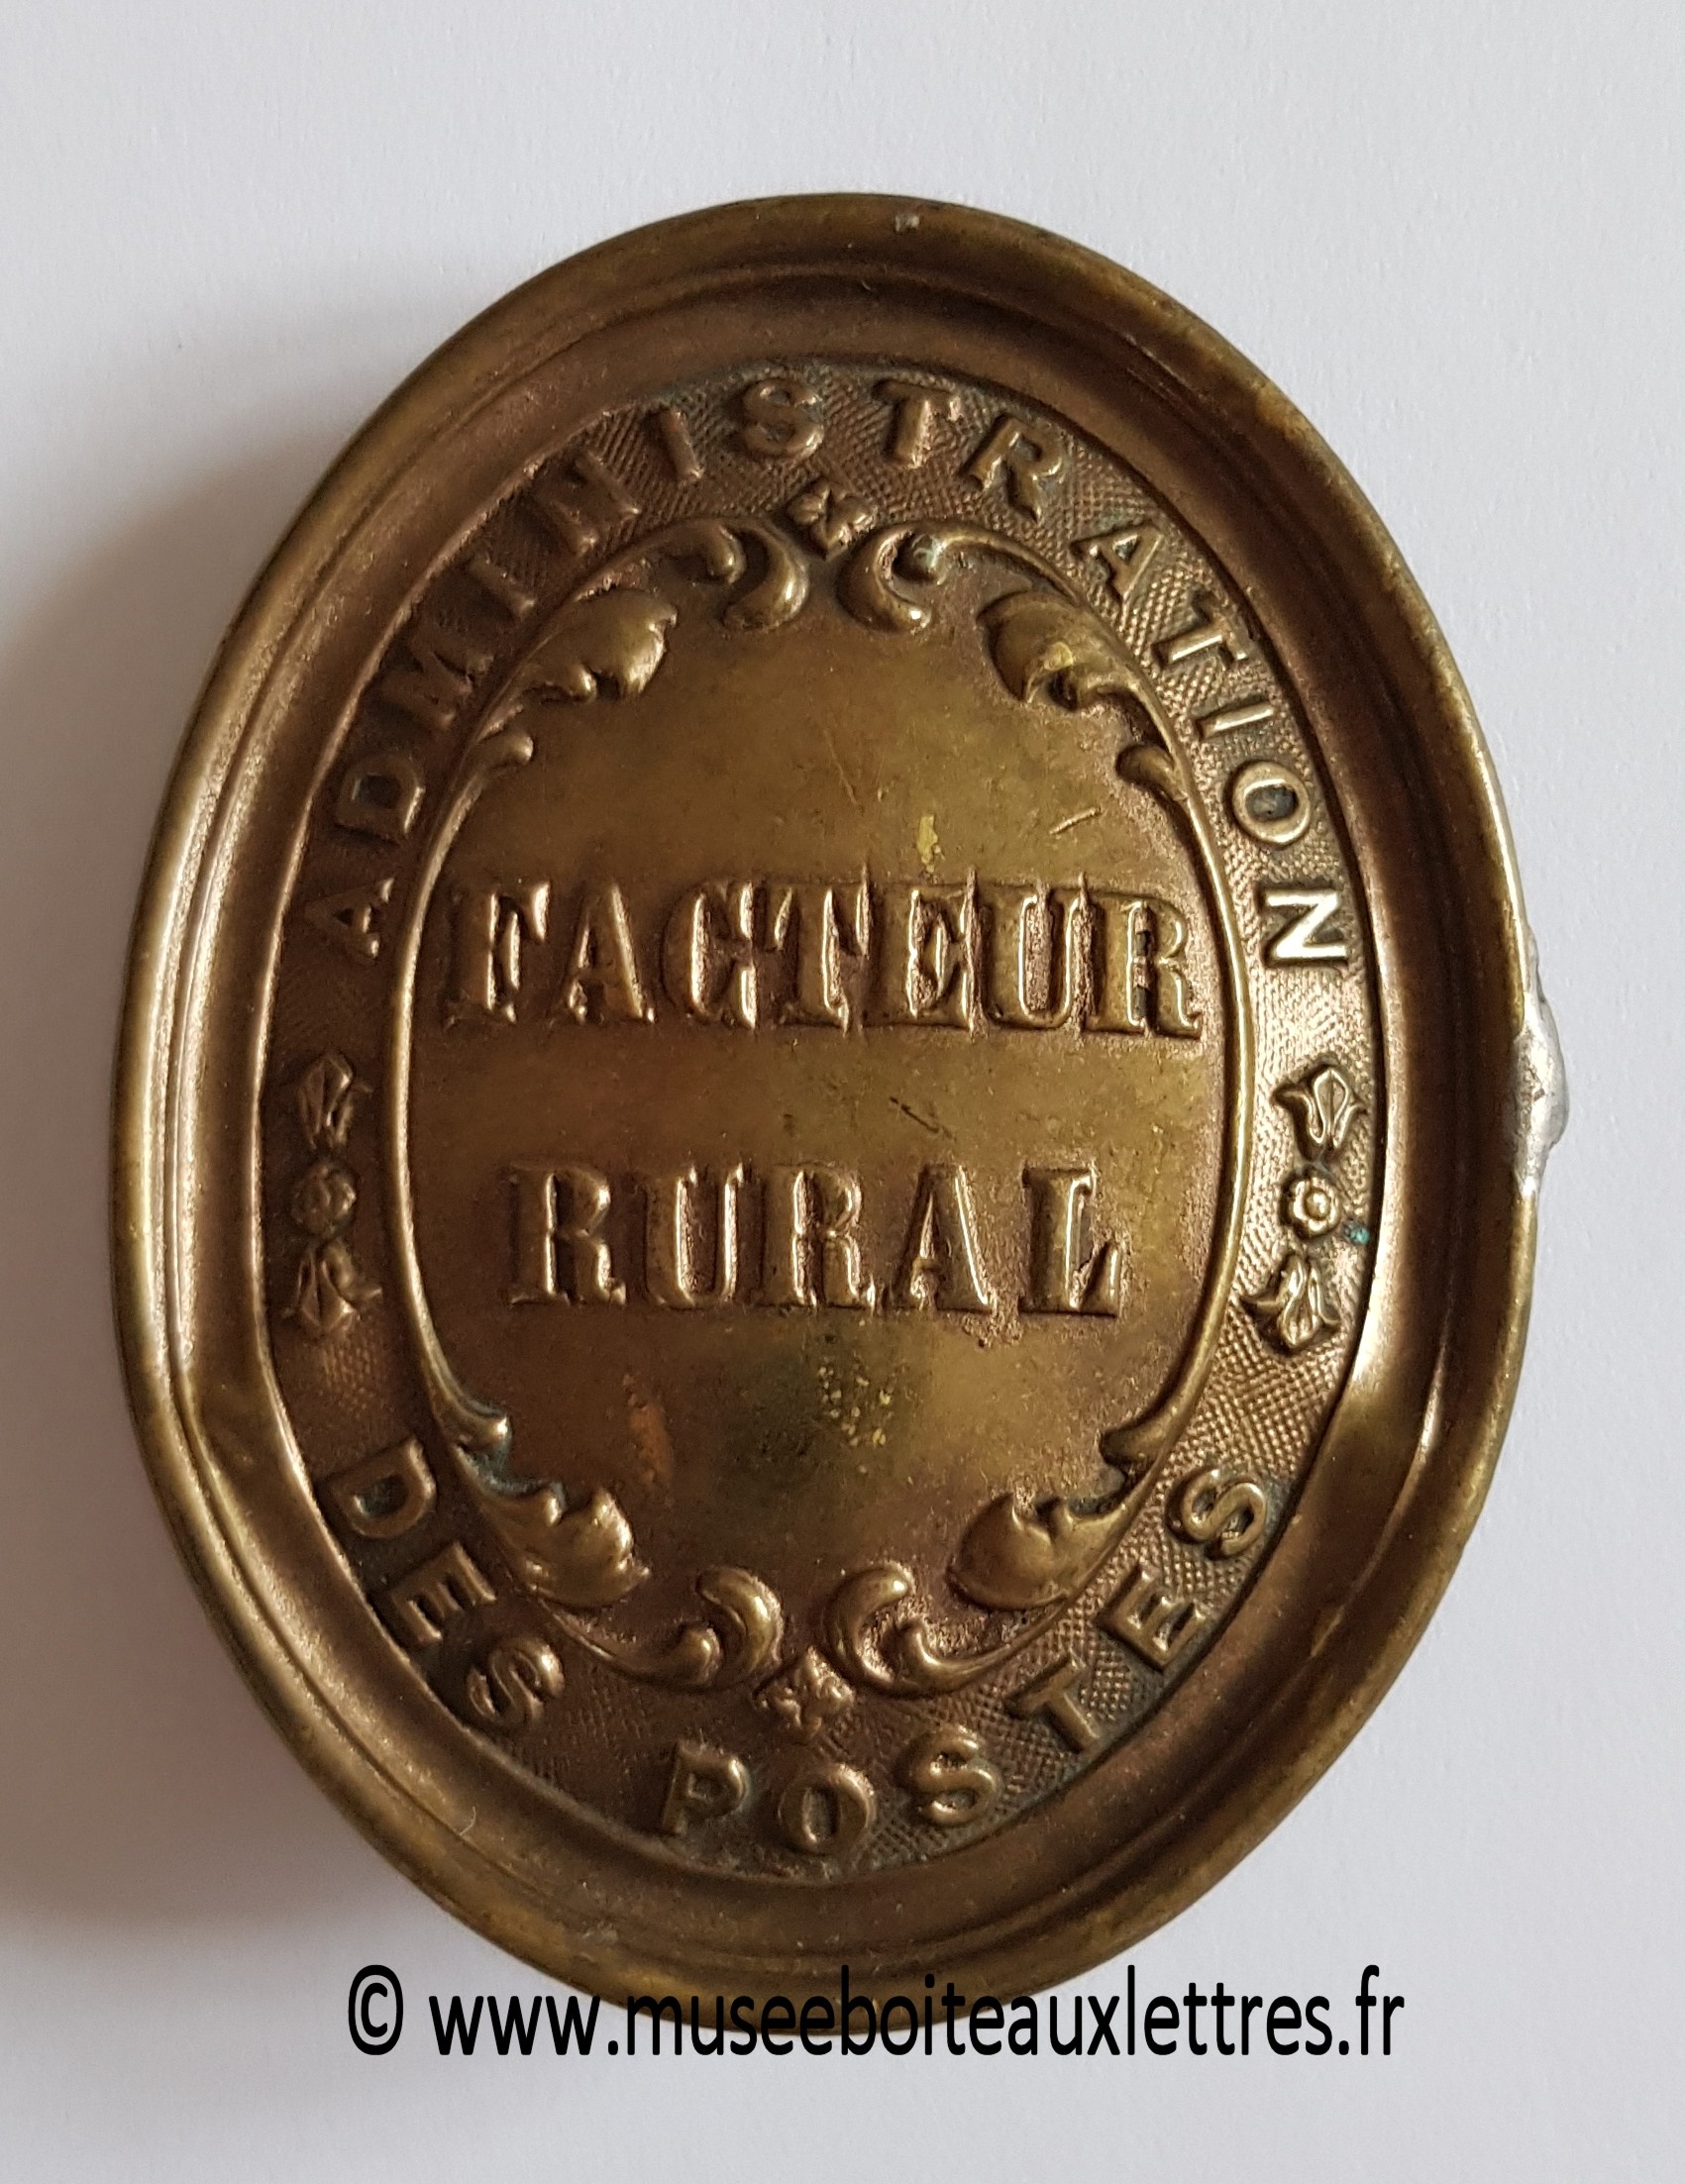 ADMINISTRATION
FACTEUR
RURAL
DES POSTES
© www.museeboiteauxlettres.fr